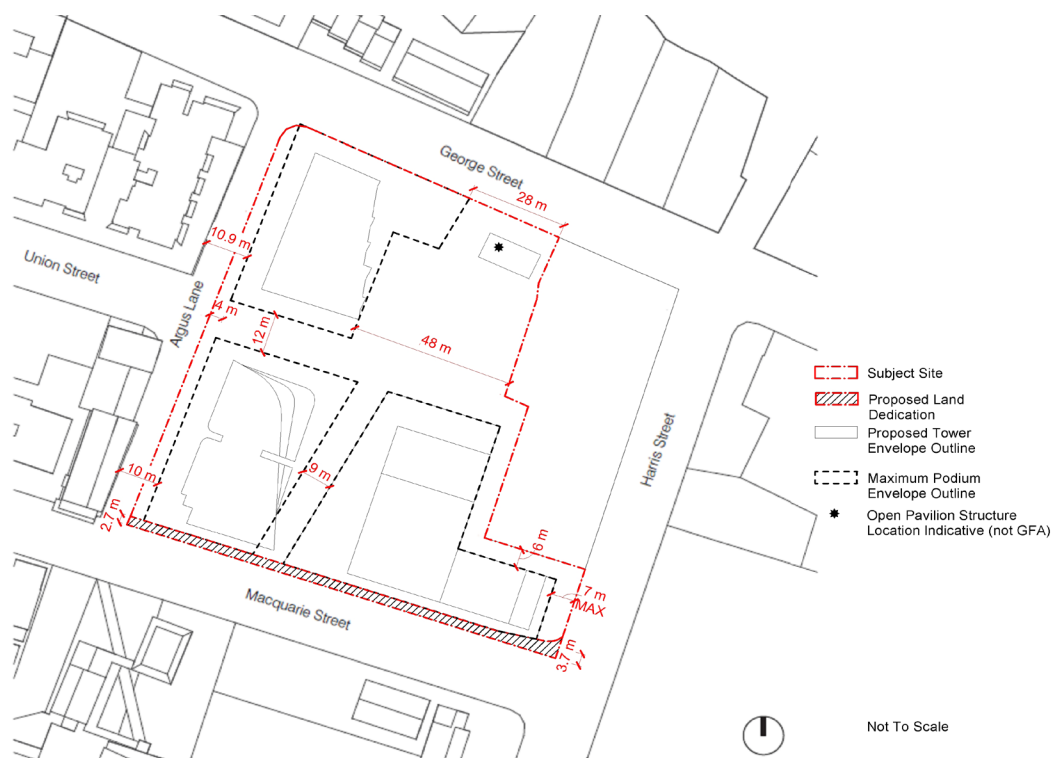 George Street
28 m
10.9 m
Union Street
Argus Lane
4 m
12 m
48 m
Subject Site
Proposed Land
Dedication
Proposed Tower
Envelope Outline
Harris Street
Maximum Podium
Envelope Outline
10 m
9 m
2.7 m
Open Pavilion Structure
Location Indicative (not GFA)
6 m
7 m
MAX
Macquarie Street
3.7 m
Not To Scale